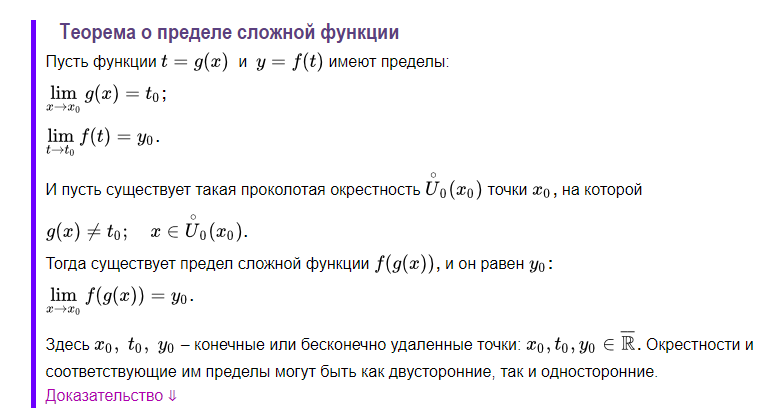 Теорема о пределе сложной функции
Пусть функции t = g(x) и y = f(t) имеют пределы:
lim x→x₀ g(x) = t₀;
lim t→t₀ f(t) = y₀.
И пусть существует такая проколотая окрестность Ů₀(x₀) точки x₀, на которой
g(x) ≠ t₀; x ∈ Ů₀(x₀).
Тогда существует предел сложной функции f(g(x)), и он равен y₀:
lim x→x₀ f(g(x)) = y₀.
Здесь x₀, t₀, y₀ – конечные или бесконечно удаленные точки: x₀, t₀, y₀ ∈ ℝ̅. Окрестности и
соответствующие им пределы могут быть как двусторонние, так и односторонние.
Доказательство ⇓